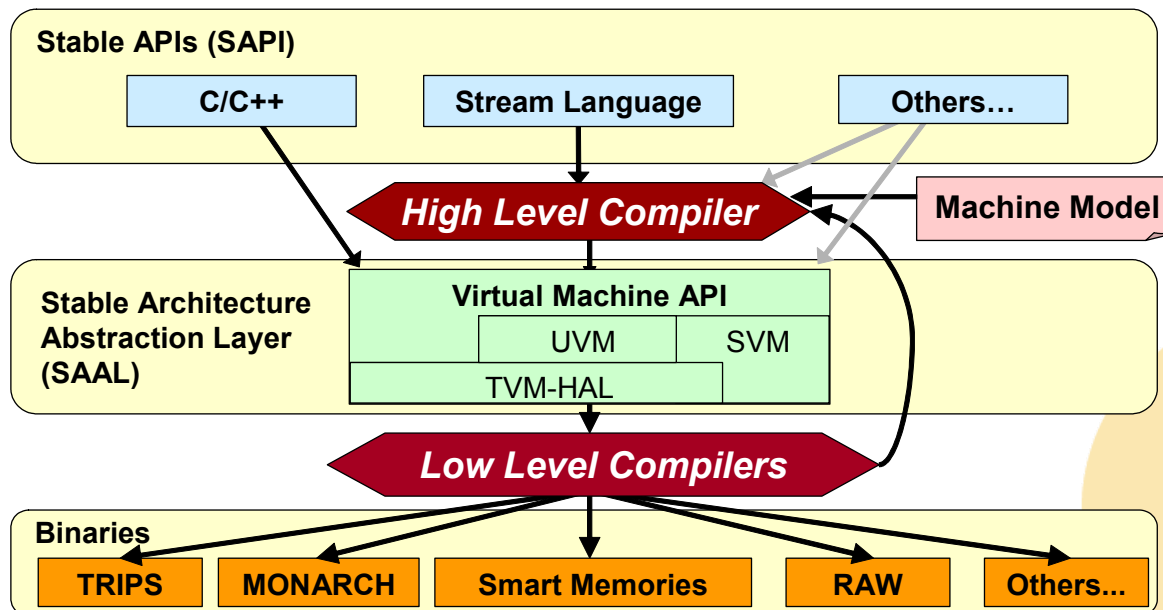 Stable APIs (SAPI)
C/C++
Stream Language
Others…
High Level Compiler
Machine Model
Stable Architecture
Abstraction Layer
(SAAL)
Virtual Machine API
UVM
SVM
TVM-HAL
Low Level Compilers
Binaries
TRIPS
MONARCH
Smart Memories
RAW
Others...